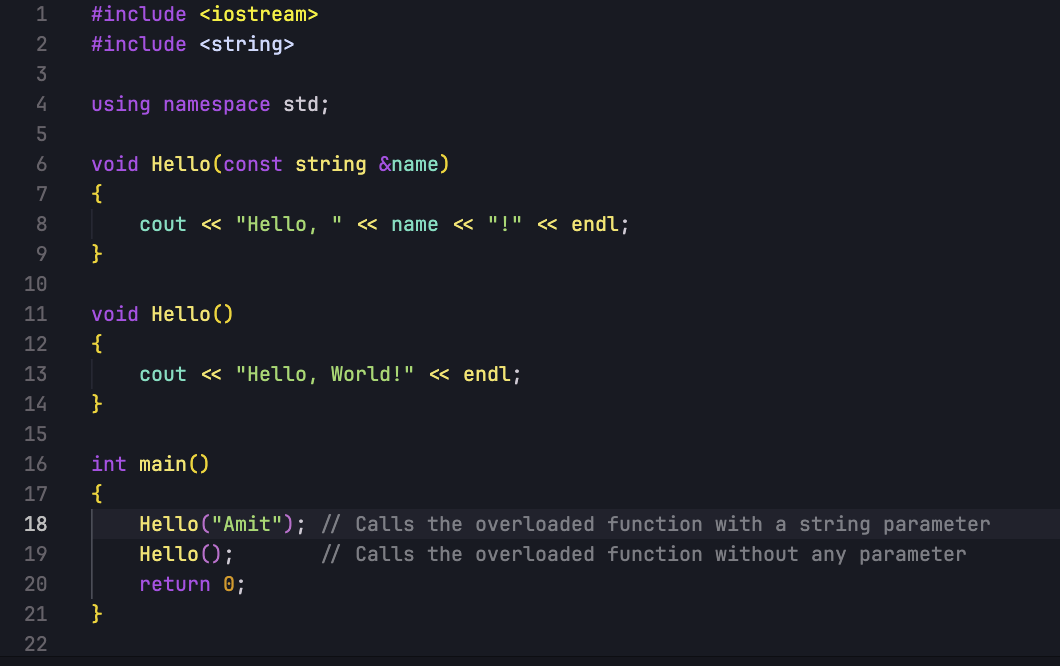 1 #include <iostream>
2 #include <string>
3
4 using namespace std;
5
6 void Hello(const string &name)
7 {
8     cout << "Hello, " << name << "!" << endl;
9 }
10
11 void Hello()
12 {
13     cout << "Hello, World!" << endl;
14 }
15
16 int main()
17 {
18     Hello("Amit"); // Calls the overloaded function with a string parameter
19     Hello();       // Calls the overloaded function without any parameter
20     return 0;
21 }
22